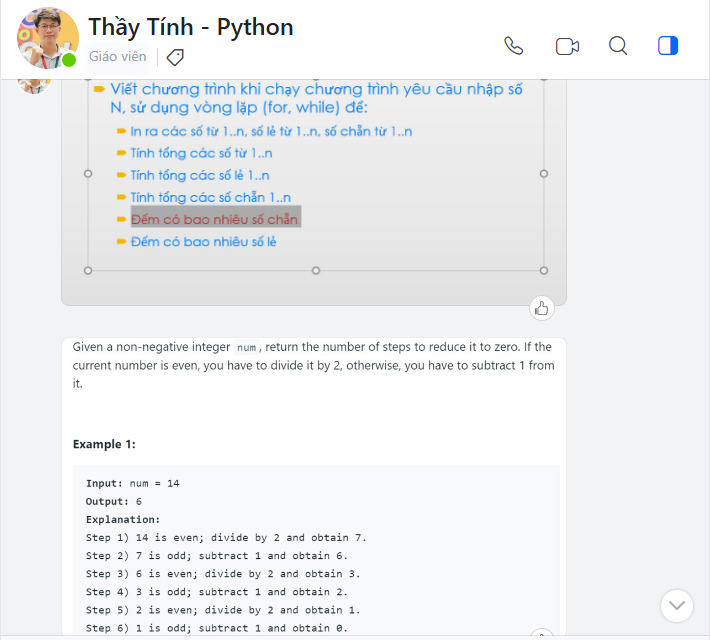 Thầy Tính - Python
Giáo viên
Viết chương trình khi chạy chương trình yêu cầu nhập số
N, sử dụng vòng lặp (for, while) để:
In ra các số từ 1..n, số lẻ từ 1..n, số chẵn từ 1..n
Tính tổng các số từ 1..n
Tính tổng các số lẻ 1..n
Tính tổng các số chẵn 1..n
Đếm có bao nhiêu số chẵn
Đếm có bao nhiêu số lẻ
Given a non-negative integer num, return the number of steps to reduce it to zero. If the
current number is even, you have to divide it by 2, otherwise, you have to subtract 1 from
it.
Example 1:
Input: num = 14
Output: 6
Explanation:
Step 1) 14 is even; divide by 2 and obtain 7.
Step 2) 7 is odd; subtract 1 and obtain 6.
Step 3) 6 is even; divide by 2 and obtain 3.
Step 4) 3 is odd; subtract 1 and obtain 2.
Step 5) 2 is even; divide by 2 and obtain 1.
Step 6) 1 is odd; subtract 1 and obtain 0.